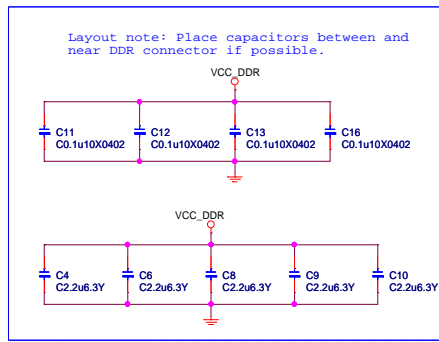 Layout note: Place capacitors between and
near DDR connector if possible.
VCC_DDR
C11 C12 C13 C16
C0.1u10X0402 C0.1u10X0402 C0.1u10X0402 C0.1u10X0402
VCC_DDR
C4 C6 C8 C9 C10
C2.2u6.3Y C2.2u6.3Y C2.2u6.3Y C2.2u6.3Y C2.2u6.3Y